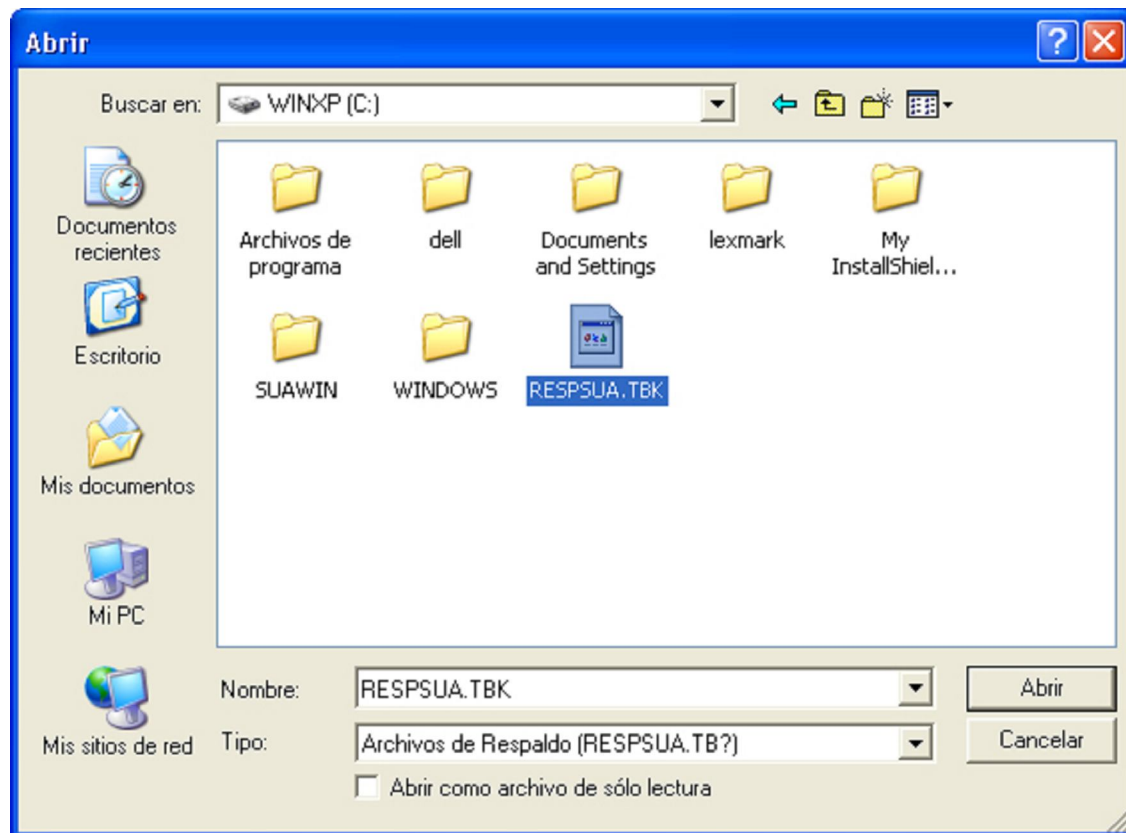 Abrir
Buscar en: WINXP (C:)
Documentos
recientes
Escritorio
Mis documentos
Mi PC
Mis sitios de red
Archivos de
programa
dell
Documents
and Settings
lexmark
My
InstallShiel...
SUAWIN
WINDOWS
RESPSUA.TBK
Nombre: RESPSUA.TBK
Abrir
Tipo: Archivos de Respaldo (RESPSUA.TB?)
Cancelar
Abrir como archivo de sólo lectura